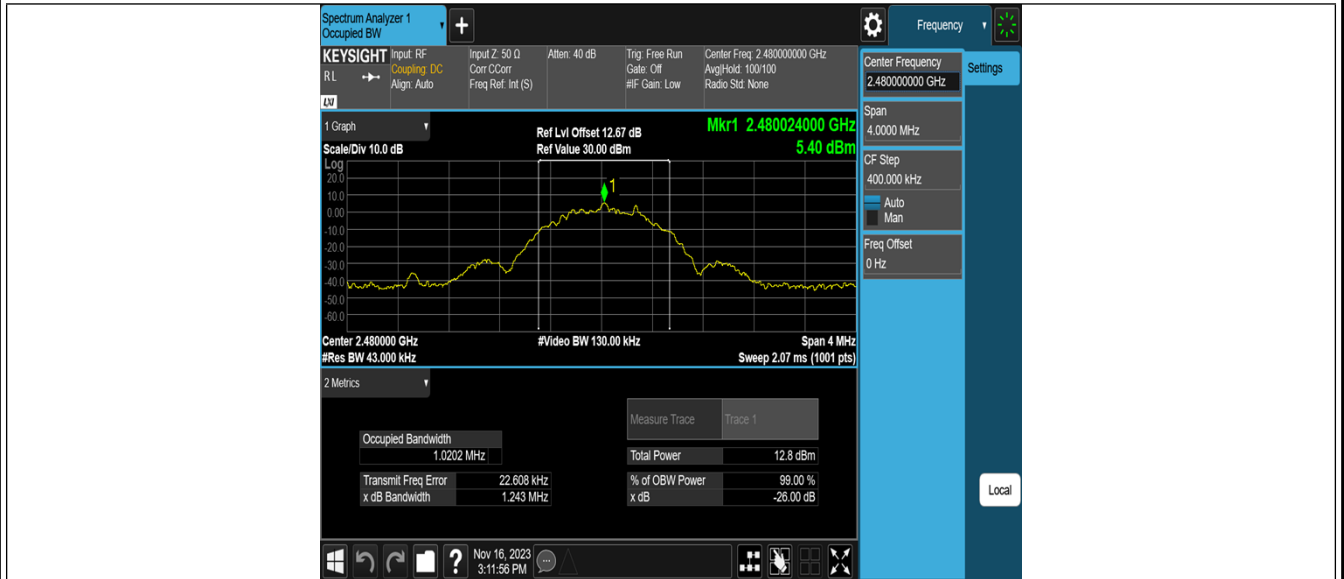 Spectrum Analyzer 1
Occupied BW
+
Frequency
KEYSIGHT
RL
LXI
Input: RF
Coupling: DC
Align: Auto
Input Z: 50 Ω
Corr CCorr
Freq Ref: Int (S)
Atten: 40 dB
Trig: Free Run
Gate: Off
#IF Gain: Low
Center Freq: 2.480000000 GHz
Avg|Hold: 100/100
Radio Std: None
Center Frequency
2.480000000 GHz
Settings
Span
4.0000 MHz
CF Step
400.000 kHz
Auto
Man
Freq Offset
0 Hz
Local
1 Graph
Scale/Div 10.0 dB
Ref Lvl Offset 12.67 dB
Ref Value 30.00 dBm
Mkr1 2.480024000 GHz
5.40 dBm
Log
20.0
10.0
0.00
-10.0
-20.0
-30.0
-40.0
-50.0
-60.0
1
Center 2.480000 GHz
#Res BW 43.000 kHz
#Video BW 130.00 kHz
Span 4 MHz
Sweep 2.07 ms (1001 pts)
2 Metrics
Measure Trace
Trace 1
Occupied Bandwidth
1.0202 MHz
Total Power
12.8 dBm
Transmit Freq Error
22.608 kHz
% of OBW Power
99.00 %
x dB Bandwidth
1.243 MHz
x dB
-26.00 dB
?
Nov 16, 2023
3:11:56 PM